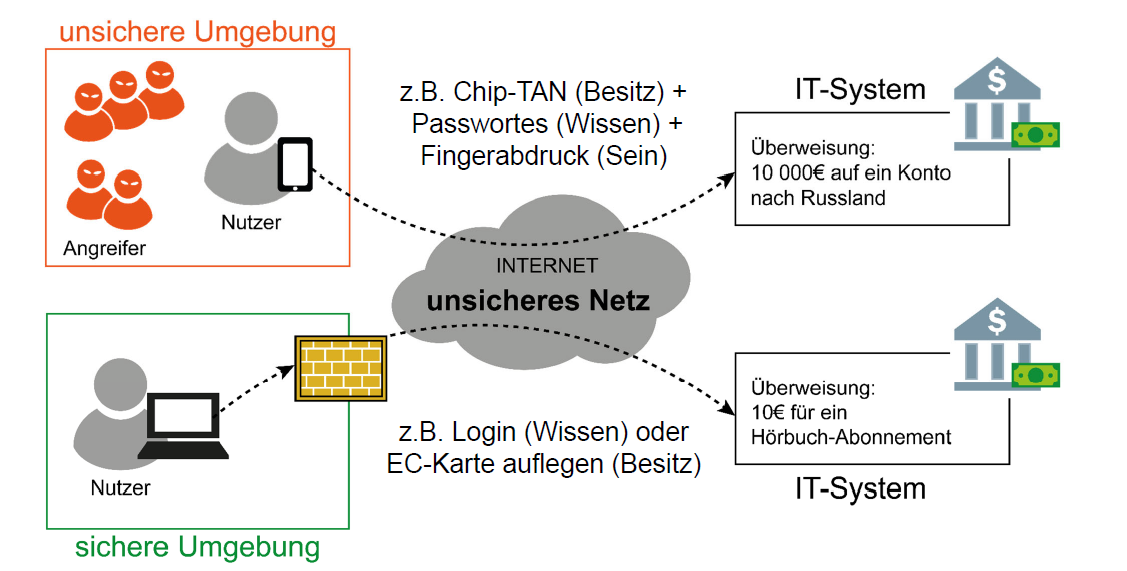 unsichere Umgebung
Angreifer
Nutzer
z.B. Chip-TAN (Besitz) +
Passwortes (Wissen) +
Fingerabdruck (Sein)
IT-System
$
Überweisung:
10 000€ auf ein Konto
nach Russland
INTERNET
unsicheres Netz
Nutzer
sichere Umgebung
z.B. Login (Wissen) oder
EC-Karte auflegen (Besitz)
$
Überweisung:
10€ für ein
Hörbuch-Abonnement
IT-System